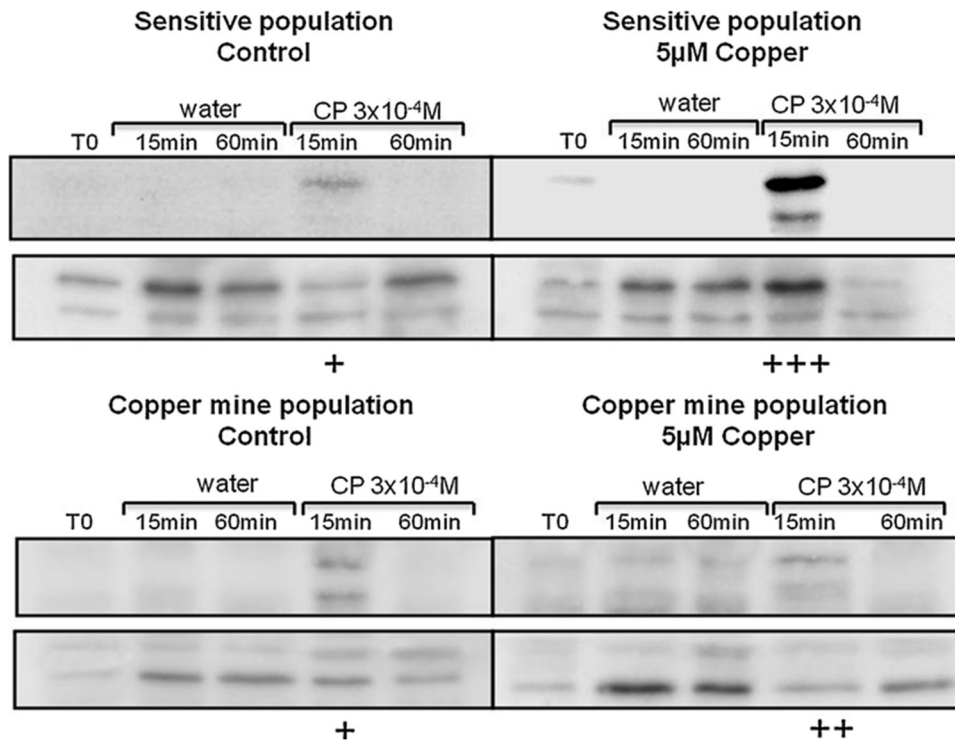 Sensitive population
Control
water CP 3x10⁻⁴M
T0 15min 60min 15min 60min
+
Sensitive population
5μM Copper
water CP 3x10⁻⁴M
T0 15min 60min 15min 60min
+++
Copper mine population
Control
water CP 3x10⁻⁴M
T0 15min 60min 15min 60min
+
Copper mine population
5μM Copper
water CP 3x10⁻⁴M
T0 15min 60min 15min 60min
++